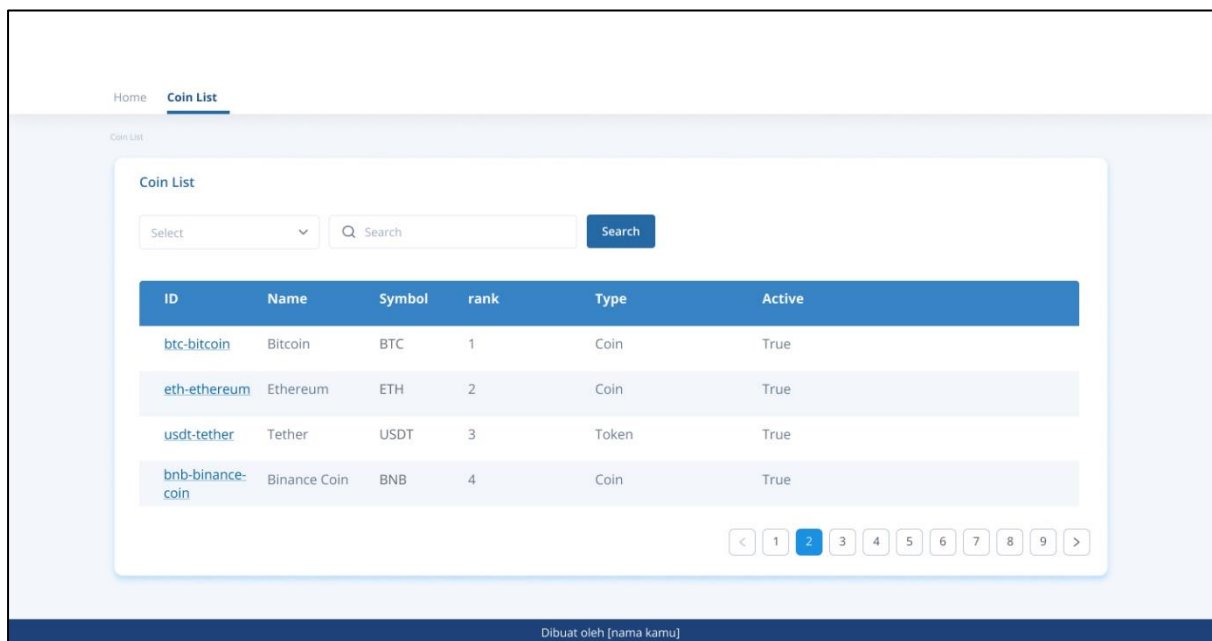 Home Coin List
Coin List
Coin List
Select Search Search
ID Name Symbol rank Type Active
btc-bitcoin Bitcoin BTC 1 Coin True
eth-ethereum Ethereum ETH 2 Coin True
usdt-tether Tether USDT 3 Token True
bnb-binance-
coin Binance Coin BNB 4 Coin True
< 1 2 3 4 5 6 7 8 9 >
Dibuat oleh [nama kamu]